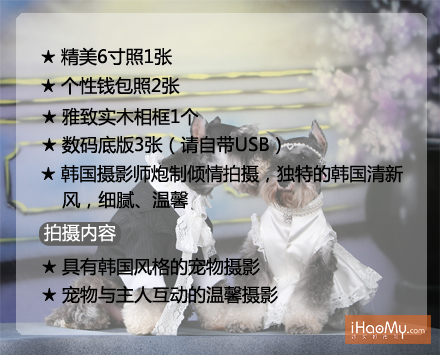 ★ 精美6寸照1张
★ 个性钱包照2张
★ 雅致实木相框1个
★ 数码底版3张（请自带USB）
★ 韩国摄影师炮制倾情拍摄，独特的韩国清新
风，细腻、温馨
拍摄内容
★ 具有韩国风格的宠物摄影
★ 宠物与主人互动的温馨摄影
iHaoMy.com